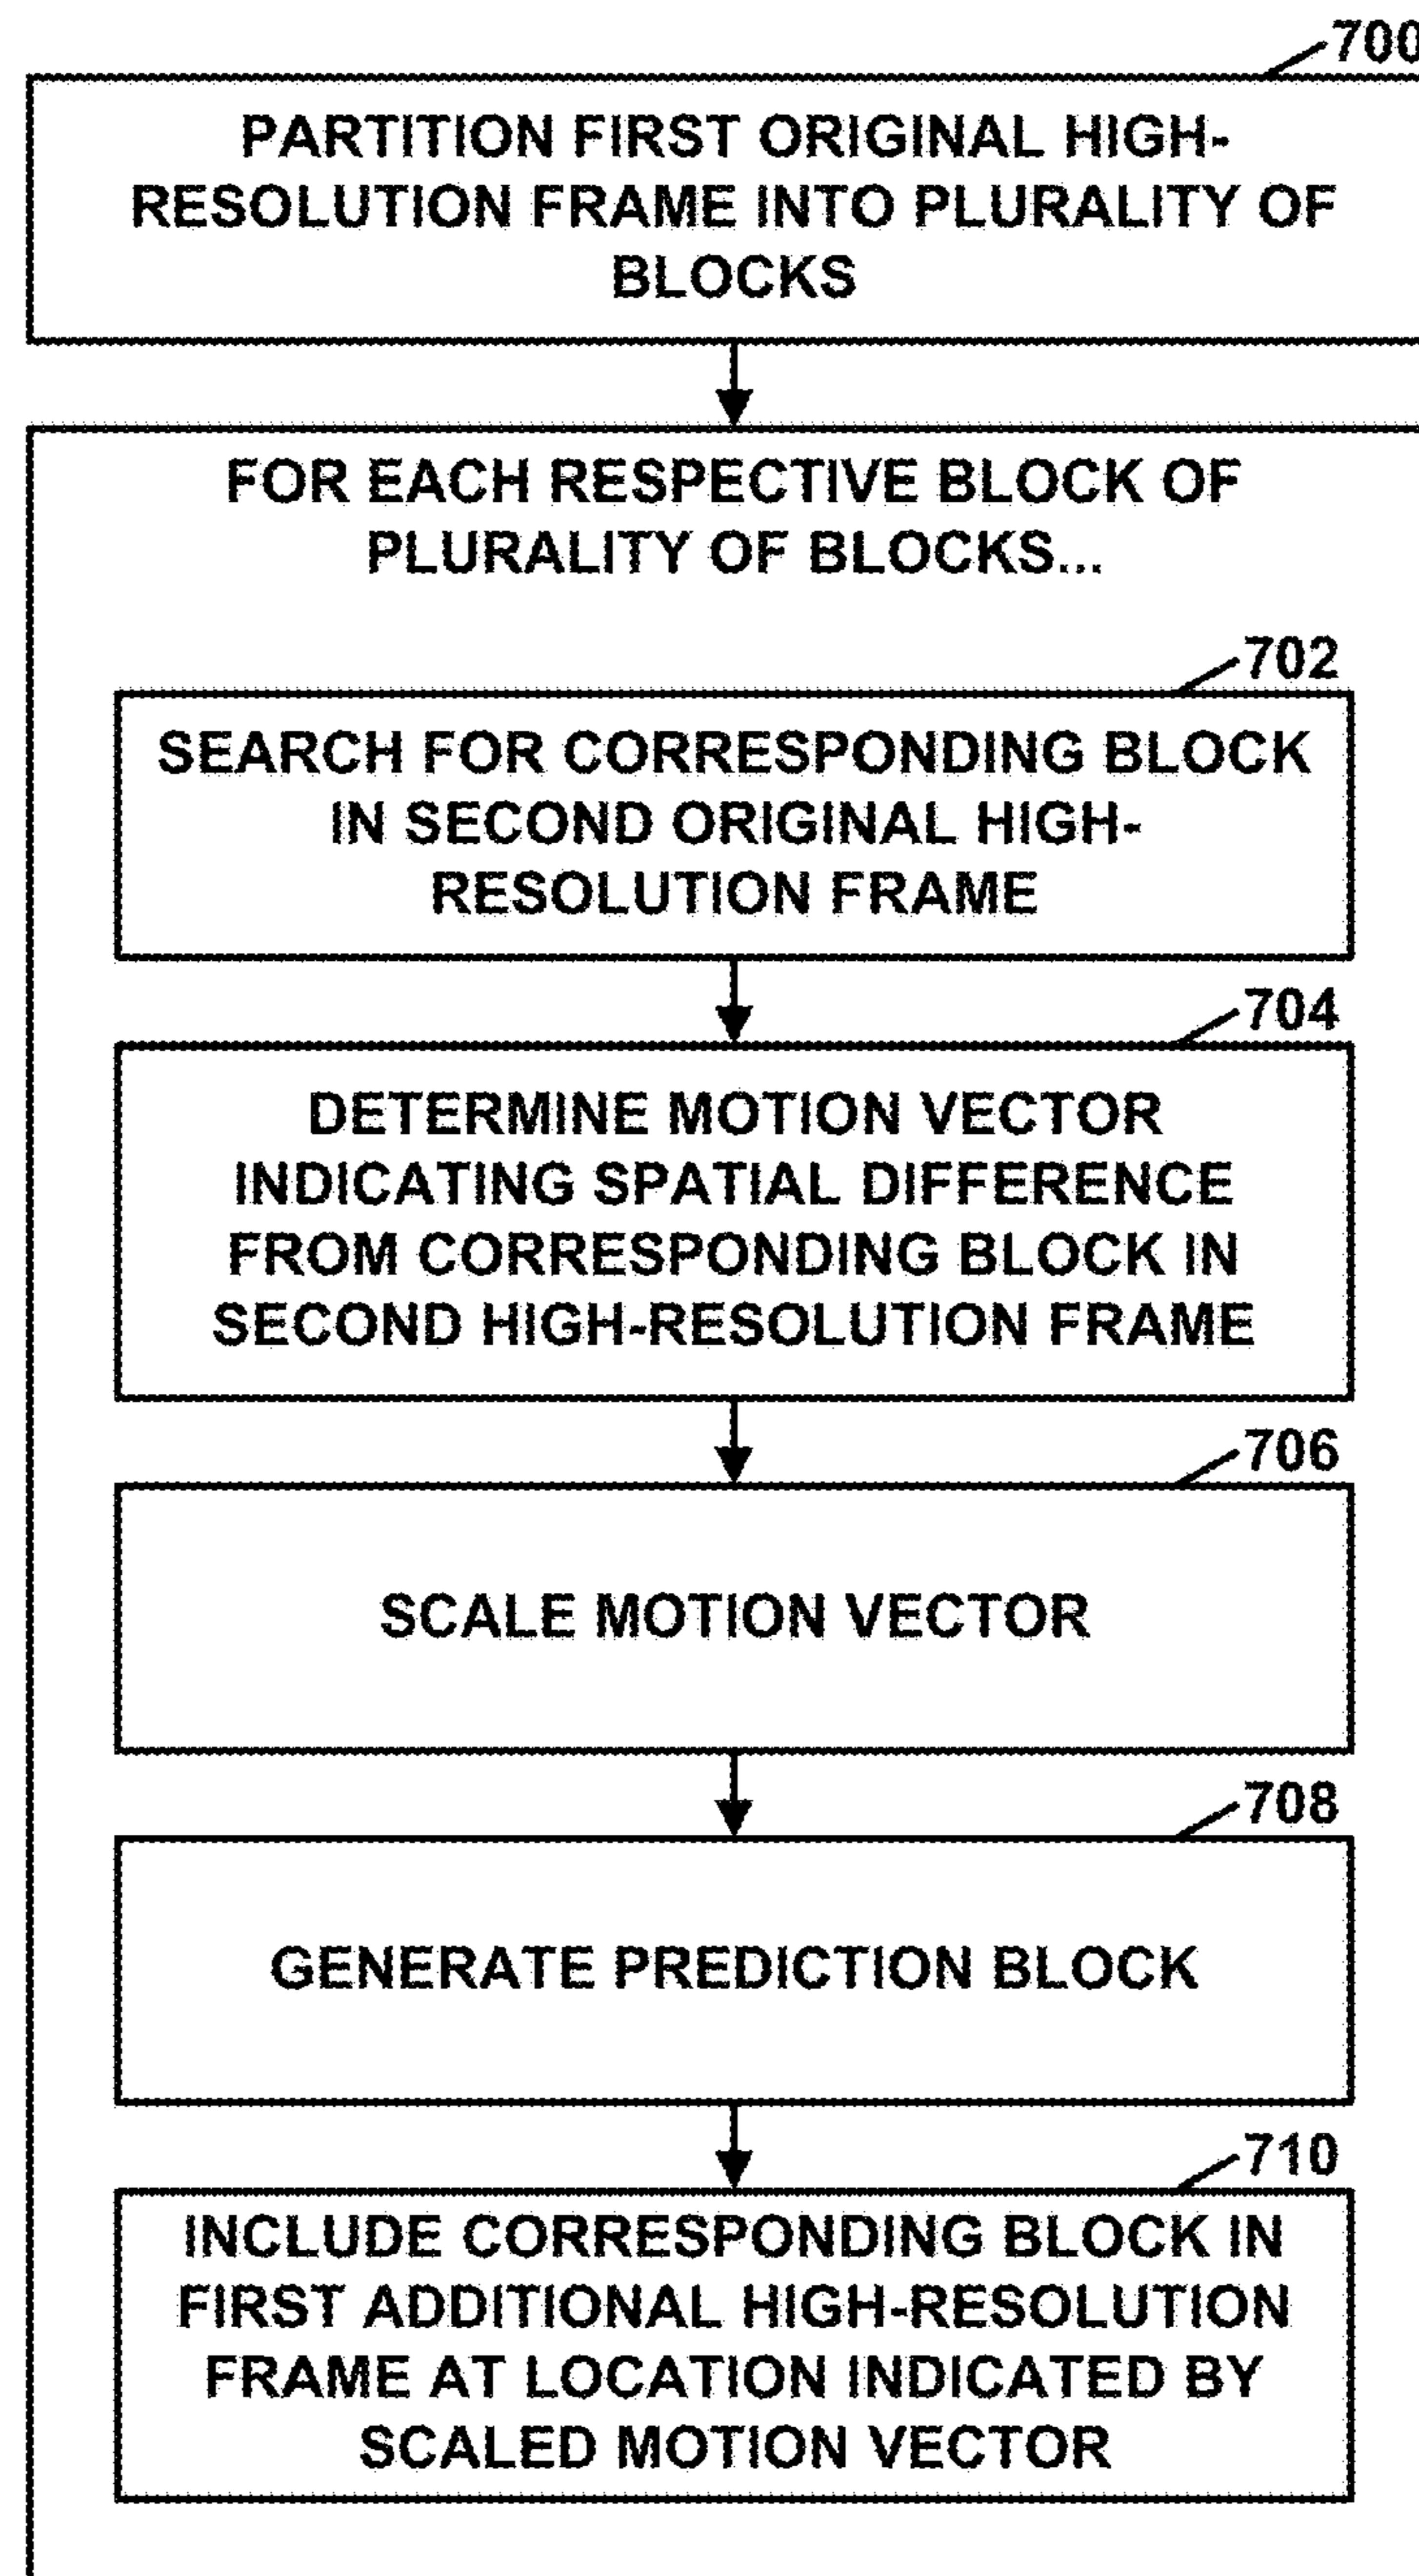 700
PARTITION FIRST ORIGINAL HIGH-
RESOLUTION FRAME INTO PLURALITY OF
BLOCKS
FOR EACH RESPECTIVE BLOCK OF
PLURALITY OF BLOCKS...
702
SEARCH FOR CORRESPONDING BLOCK
IN SECOND ORIGINAL HIGH-
RESOLUTION FRAME
704
DETERMINE MOTION VECTOR
INDICATING SPATIAL DIFFERENCE
FROM CORRESPONDING BLOCK IN
SECOND HIGH-RESOLUTION FRAME
706
SCALE MOTION VECTOR
708
GENERATE PREDICTION BLOCK
710
INCLUDE CORRESPONDING BLOCK IN
FIRST ADDITIONAL HIGH-RESOLUTION
FRAME AT LOCATION INDICATED BY
SCALED MOTION VECTOR